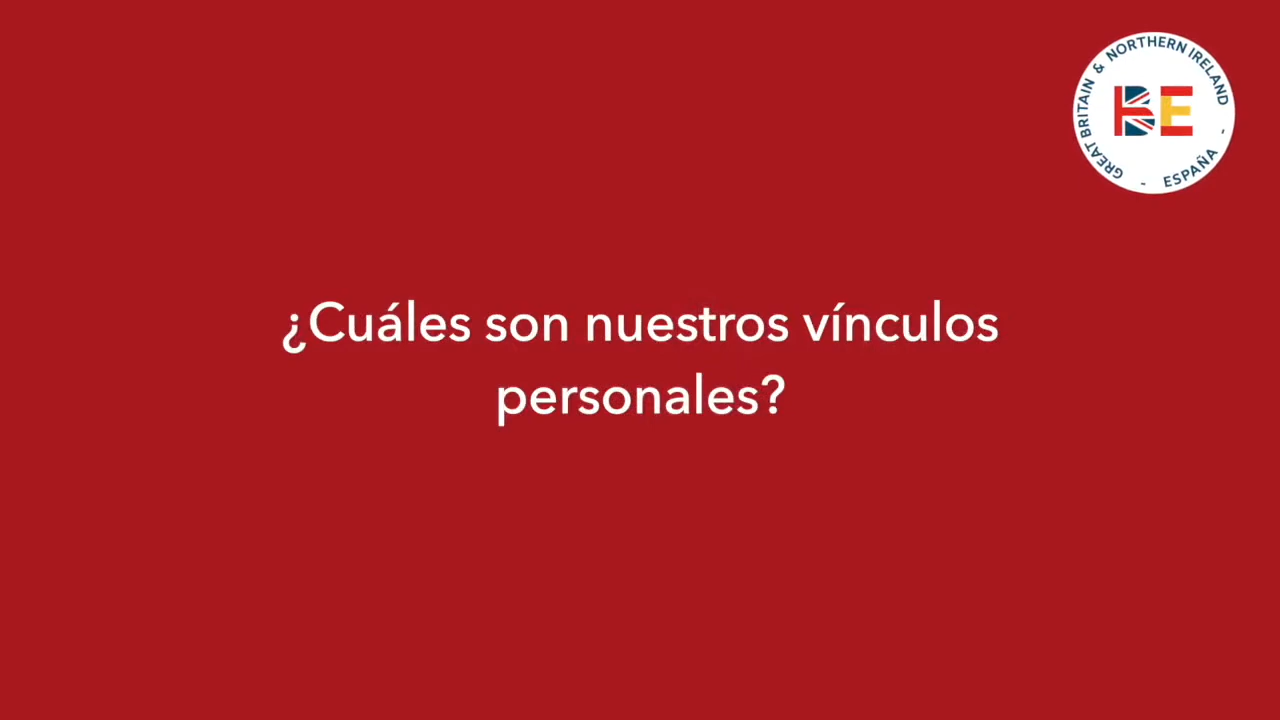 GREAT BRITAIN & NORTHERN IRELAND
BE
- ESPAÑA -
¿Cuáles son nuestros vínculos
personales?